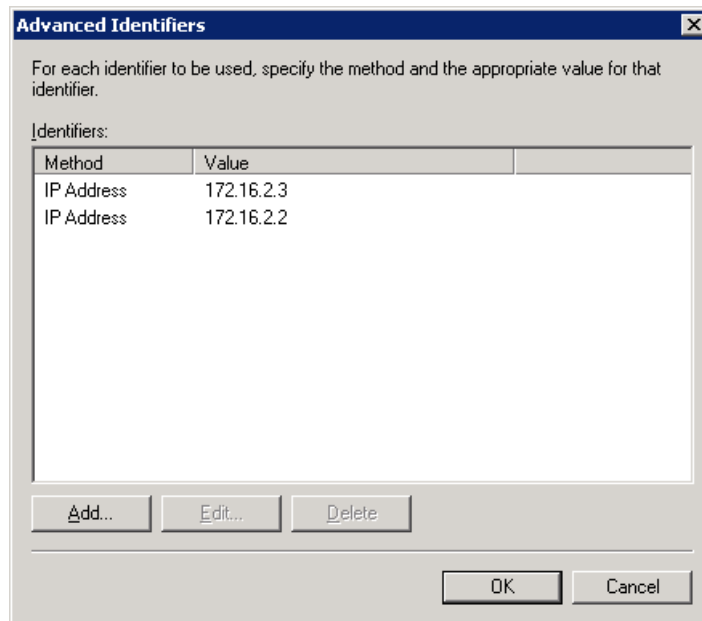 Advanced Identifiers
For each identifier to be used, specify the method and the appropriate value for that
identifier.
Identifiers:
Method Value
IP Address 172.16.2.3
IP Address 172.16.2.2
Add... Edit... Delete
OK Cancel